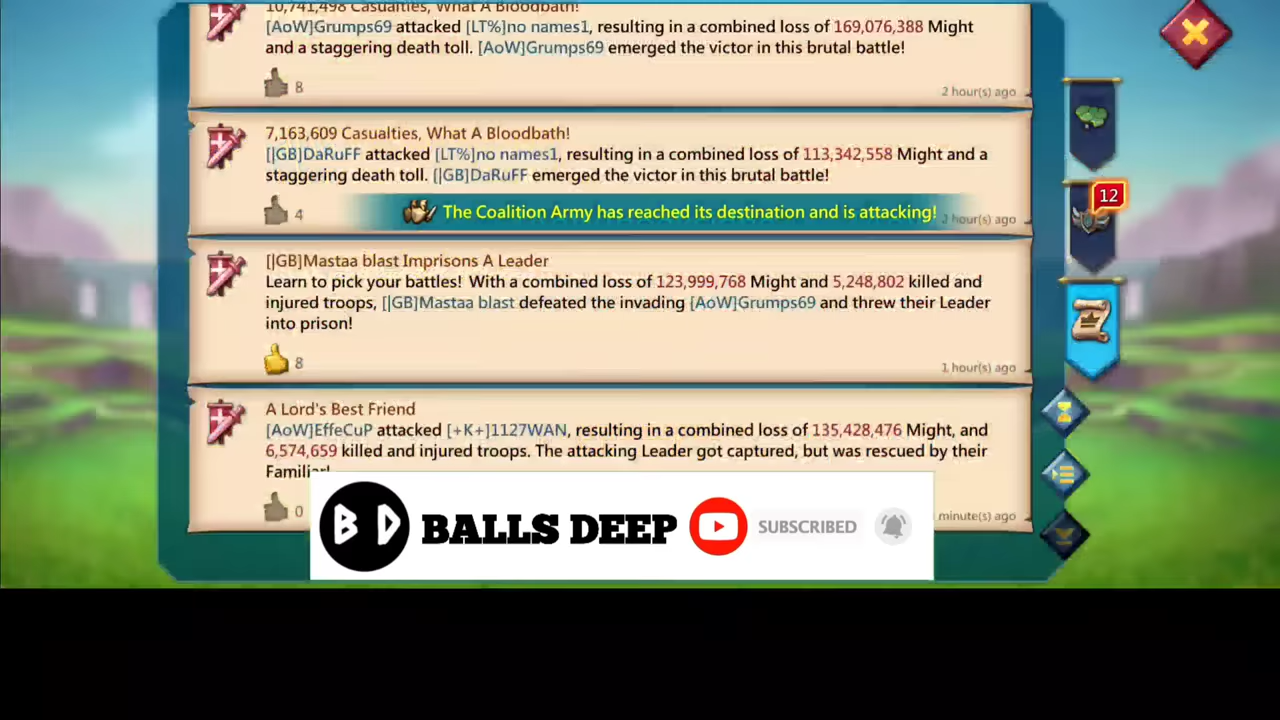 10,741,498 Casualties, What A Bloodbath!
[AoW]Grumps69 attacked [LT%]no names1, resulting in a combined loss of 169,076,388 Might
and a staggering death toll. [AoW]Grumps69 emerged the victor in this brutal battle!
8
2 hour(s) ago
7,163,609 Casualties, What A Bloodbath!
[|GB]DaRuFF attacked [LT%]no names1, resulting in a combined loss of 113,342,558 Might and a
staggering death toll. [|GB]DaRuFF emerged the victor in this brutal battle!
12
The Coalition Army has reached its destination and is attacking!
4
2 hour(s) ago
[|GB]Mastaa blast Imprisons A Leader
Learn to pick your battles! With a combined loss of 123,999,768 Might and 5,248,802 killed and
injured troops, [|GB]Mastaa blast defeated the invading [AoW]Grumps69 and threw their Leader
into prison!
8
1 hour(s) ago
A Lord's Best Friend
[AoW]EffeCuP attacked [+K+]1127WAN, resulting in a combined loss of 135,428,476 Might, and
6,574,659 killed and injured troops. The attacking Leader got captured, but was rescued by their
Familiar!
0
minute(s) ago
BD BALLS DEEP SUBSCRIBED